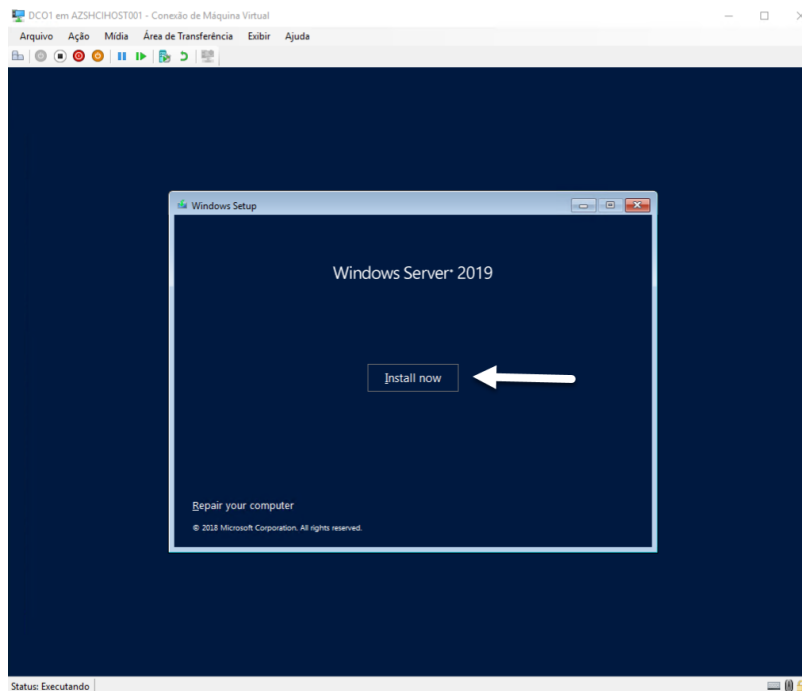 DCO1 em AZSHCIHOST001 - Conexão de Máquina Virtual
Arquivo Ação Mídia Área de Transferência Exibir Ajuda
Windows Setup
Windows Server® 2019
Install now
Repair your computer
© 2018 Microsoft Corporation. All rights reserved.
Status: Executando